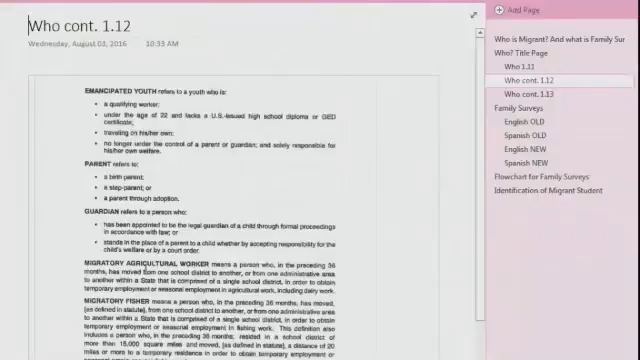 Who cont. 1.12
Wednesday, August 03, 2016 10:33 AM
EMANCIPATED YOUTH refers to a youth who is:
• a qualifying worker:
• under the age of 22 and lacks a U.S.-issued high school diploma or GED
certificate;
• traveling on his/her own:
• no longer under the control of a parent or guardian; and solely responsible for
his/her own welfare.
PARENT refers to:
• a birth parent;
• a step parent; or
• a parent through adoption.
GUARDIAN refers to a person who:
• has been appointed to be the legal guardian of a child through formal proceedings
in accordance with law; or
• stands in the place of a parent to a child whether by accepting responsibility for the
child's welfare or by a court order.
MIGRATORY AGRICULTURAL WORKER means a person who, in the preceding 36
months, has moved from one school district to another, or from one administrative area
to another within a State that is comprised of a single school district, in order to obtain
temporary employment or seasonal employment in agricultural work, including dairy work.
MIGRATORY FISHER means a person who, in the preceding 36 months, has moved,
[as defined in statute], from one school district to another, or from one administrative area
to another within a State that is comprised of a single school district, in order to obtain
temporary employment or seasonal employment in fishing work. This definition also
includes a person who, in the preceding 36 months; resided in a school district of
more than 15,000 square miles and moved, [as defined in statute], a distance of 20
miles or more to a temporary residence in order to obtain temporary employment or
Add Page
Who is Migrant? And what is Family Sur
Who? Title Page
Who 1.11
Who cont. 1.12
Who cont. 1.13
Family Surveys
English OLD
Spanish OLD
English NEW
Spanish NEW
Flowchart for Family Surveys
Identification of Migrant Student